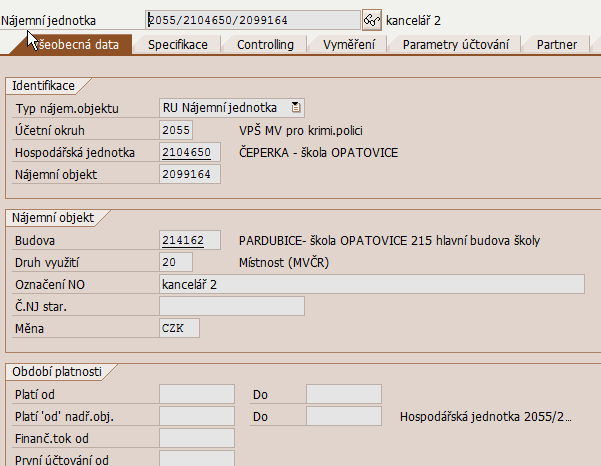 Nájemní jednotka 2055/2104650/2099164 kancelář 2
všeobecná data Specifikace Controlling Vyměření Parametry účtování Partner
Identifikace
Typ nájem.objektu RU Nájemní jednotka
Účetní okruh 2055 VPŠ MV pro krimi.polici
Hospodářská jednotka 2104650 ČEPERKA - škola OPATOVICE
Nájemní objekt 2099164
Nájemní objekt
Budova 214162 PARDUBICE- škola OPATOVICE 215 hlavní budova školy
Druh využití 20 Místnost (MVČR)
Označení NO kancelář 2
Č.NJ star.
Měna CZK
Období platnosti
Platí od Do
Platí 'od' nadř.obj. Do Hospodářská jednotka 2055/2...
Finanč.tok od
První účtování od